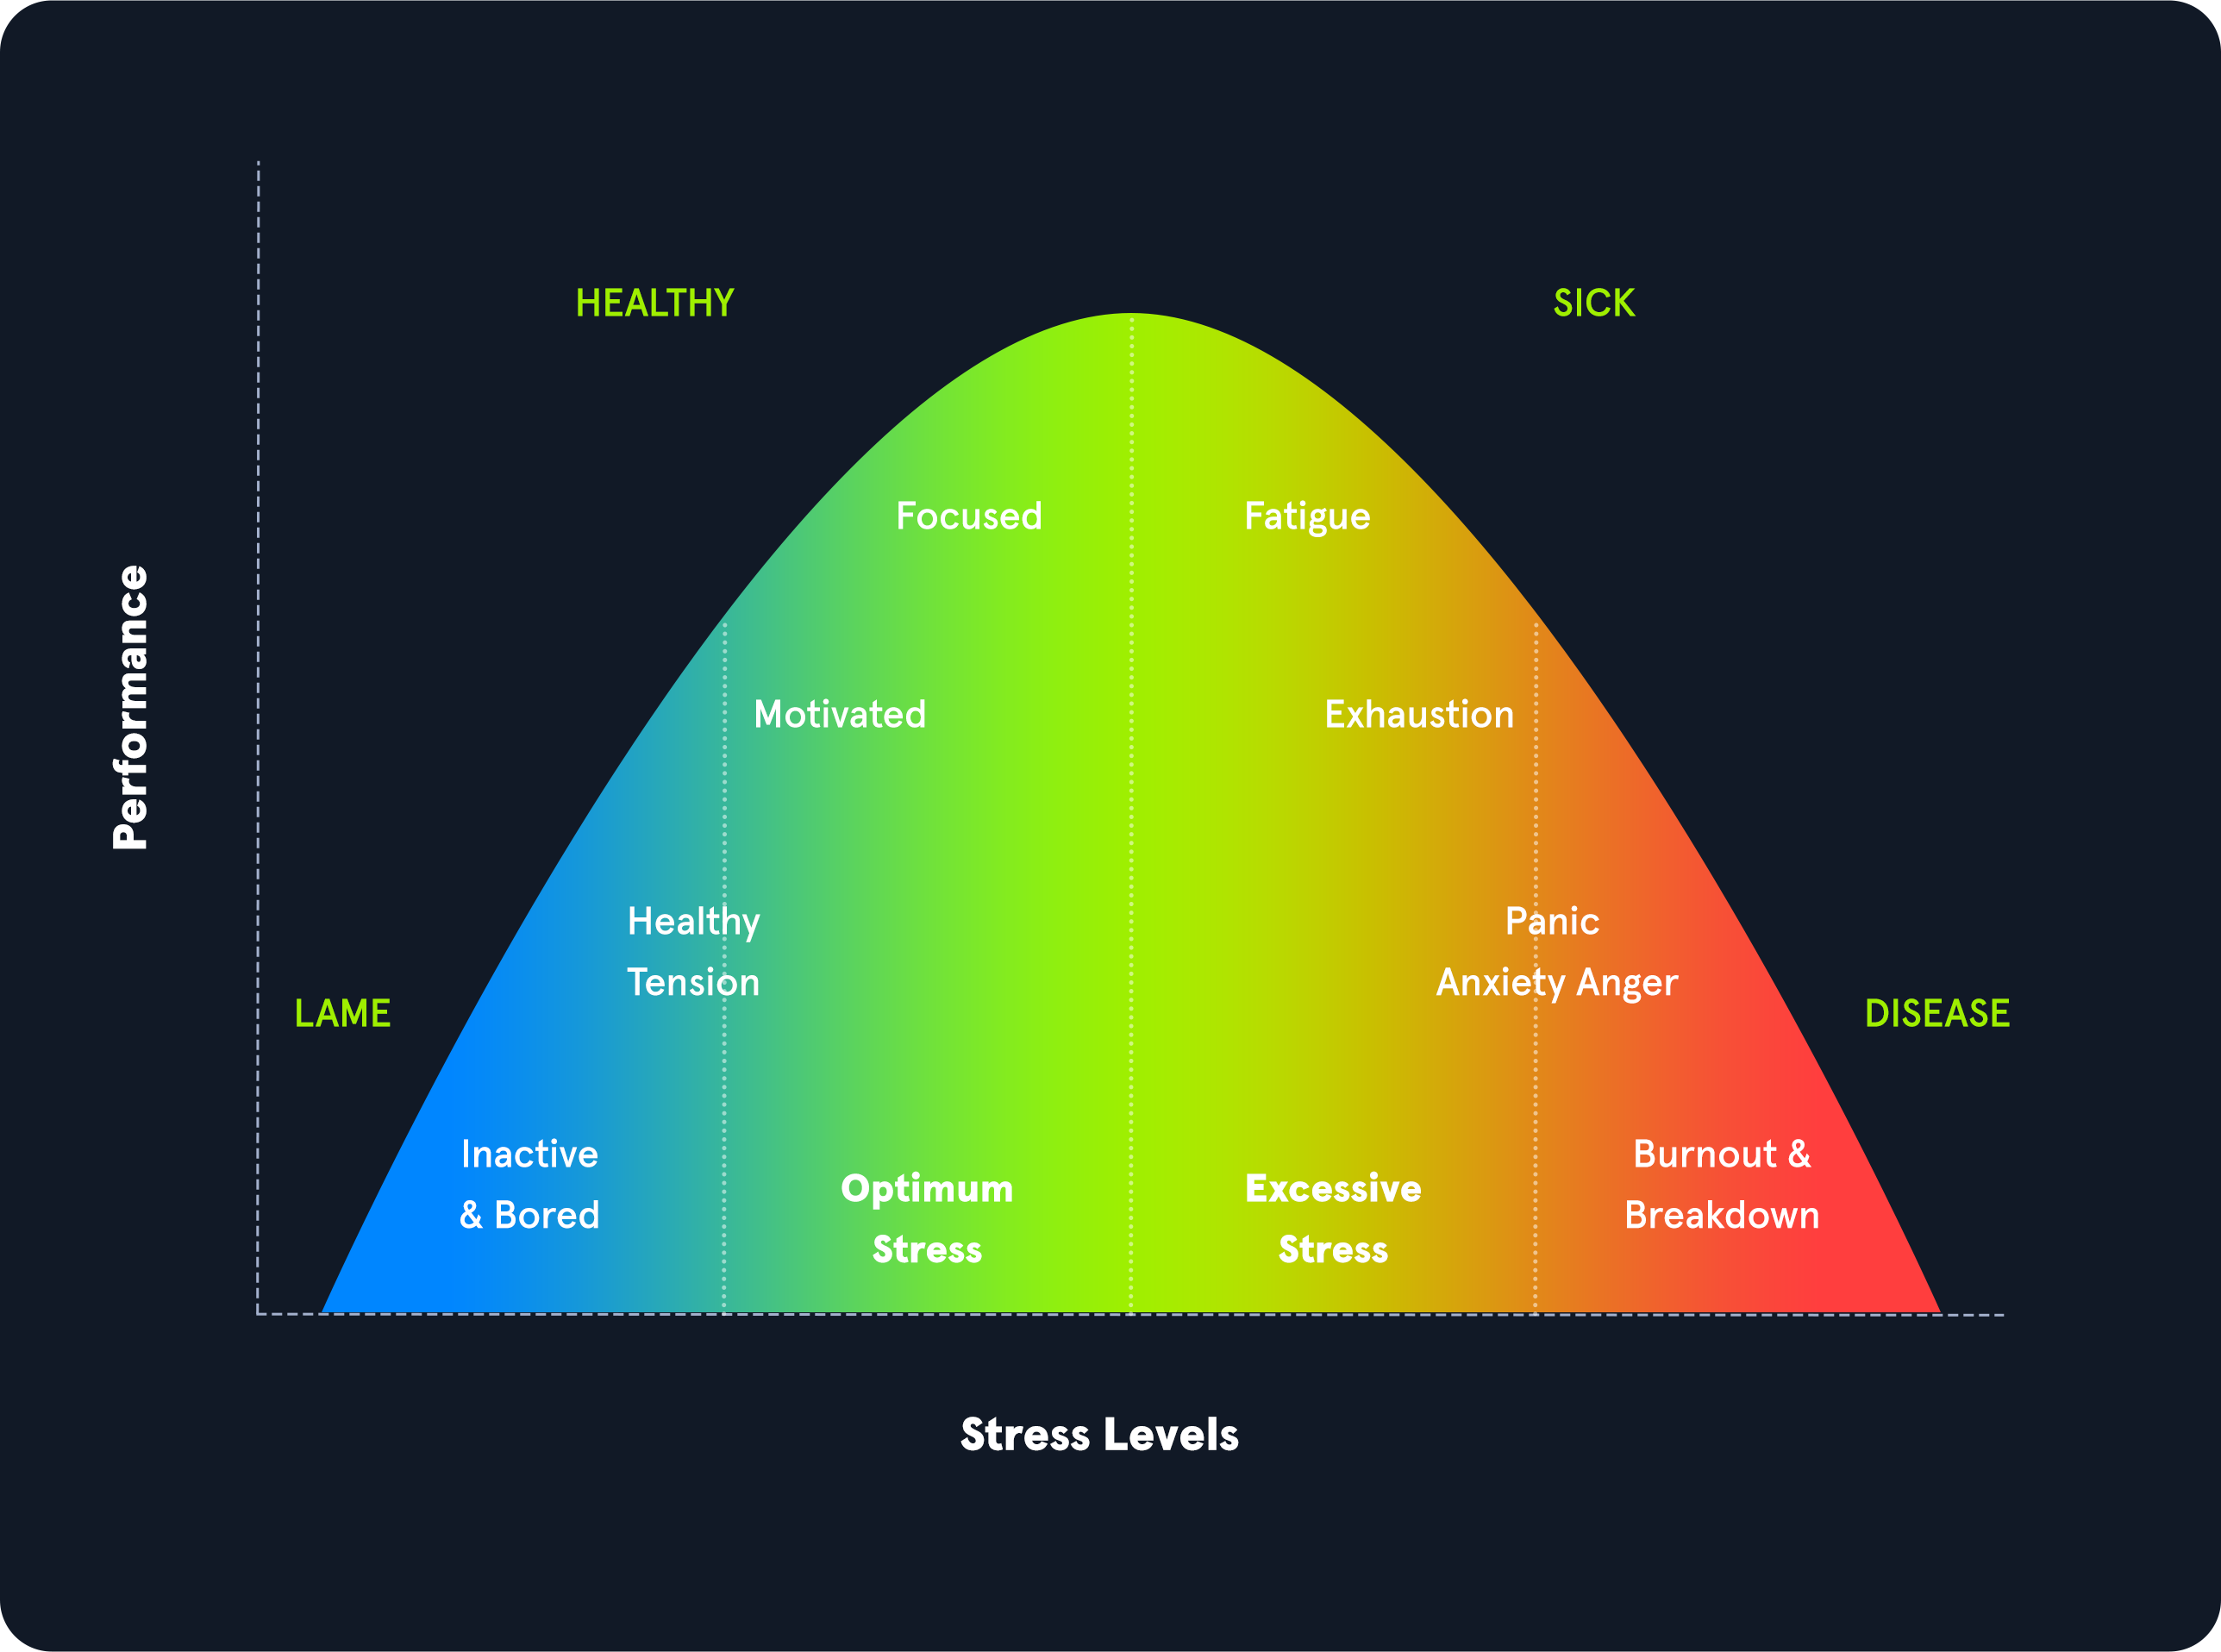 HEALTHY
SICK
Focused
Fatigue
Performance
Motivated
Exhaustion
Healthy
Tension
Panic
Anxiety Anger
LAME
DISEASE
Inactive
& Bored
Optimum
Stress
Excessive
Stress
Burnout &
Breakdown
Stress Levels